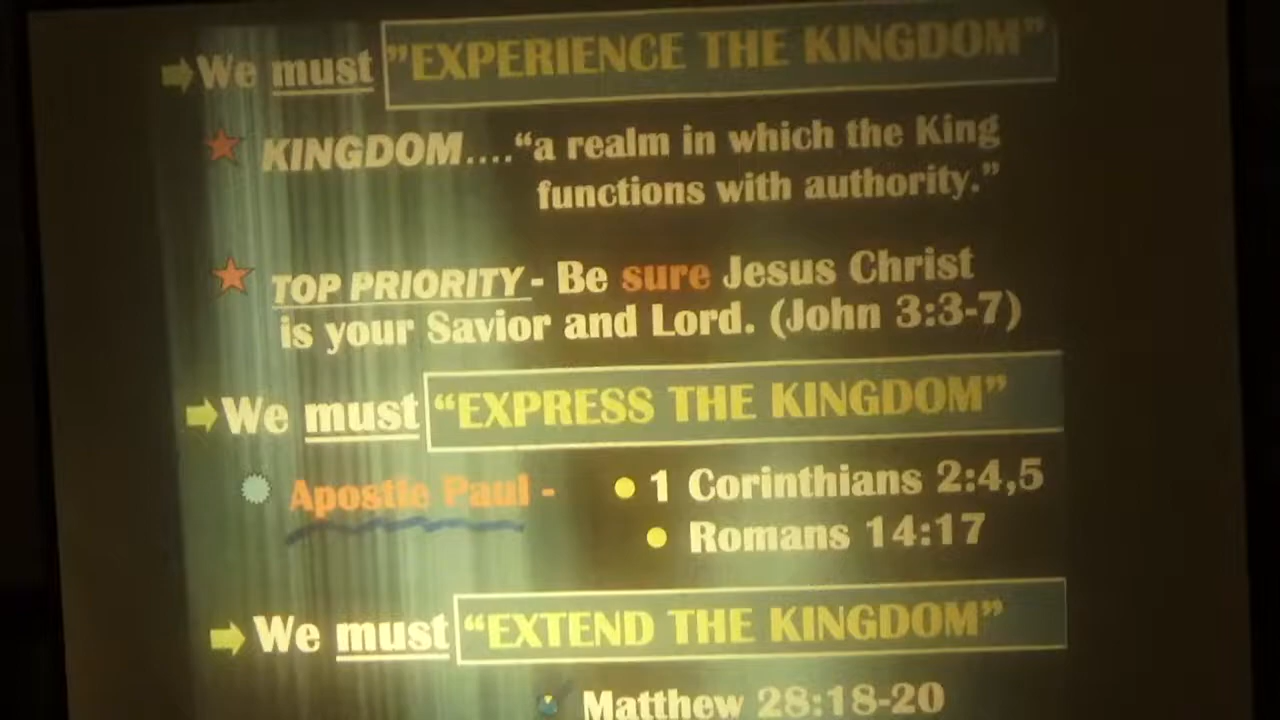 We must "EXPERIENCE THE KINGDOM"
KINGDOM...."a realm in which the King
functions with authority."
TOP PRIORITY - Be sure Jesus Christ
is your Savior and Lord. (John 3:3-7)
We must "EXPRESS THE KINGDOM"
Apostle Paul - • 1 Corinthians 2:4,5
• Romans 14:17
We must "EXTEND THE KINGDOM"
Matthew 28:18-20